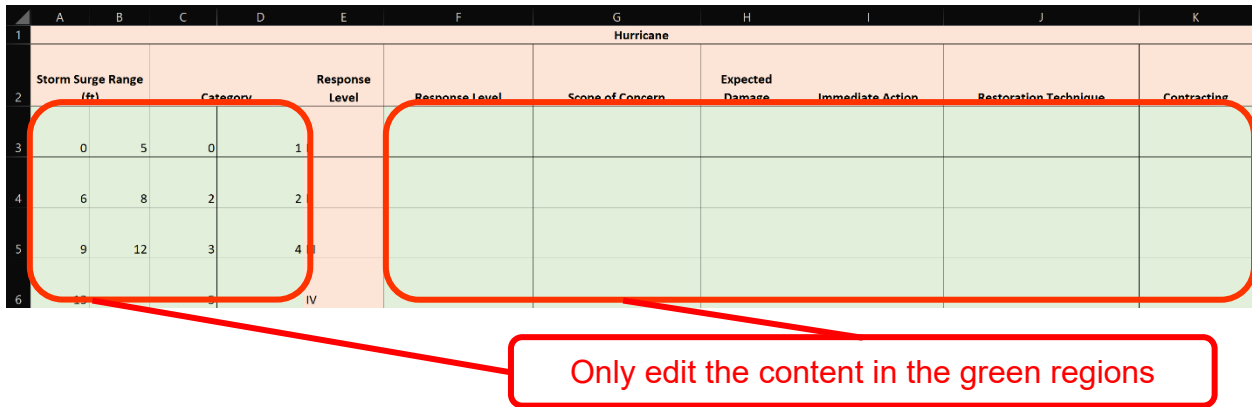 A B C D E F G H I J K
1 Hurricane
2 Storm Surge Range (ft) Category Response Level Response Level Scope of Concern Expected Damage Immediate Action Restoration Technique Contracting
3 0 5 0 1
4 6 8 2 2
5 9 12 3 4
6 IV
Only edit the content in the green regions